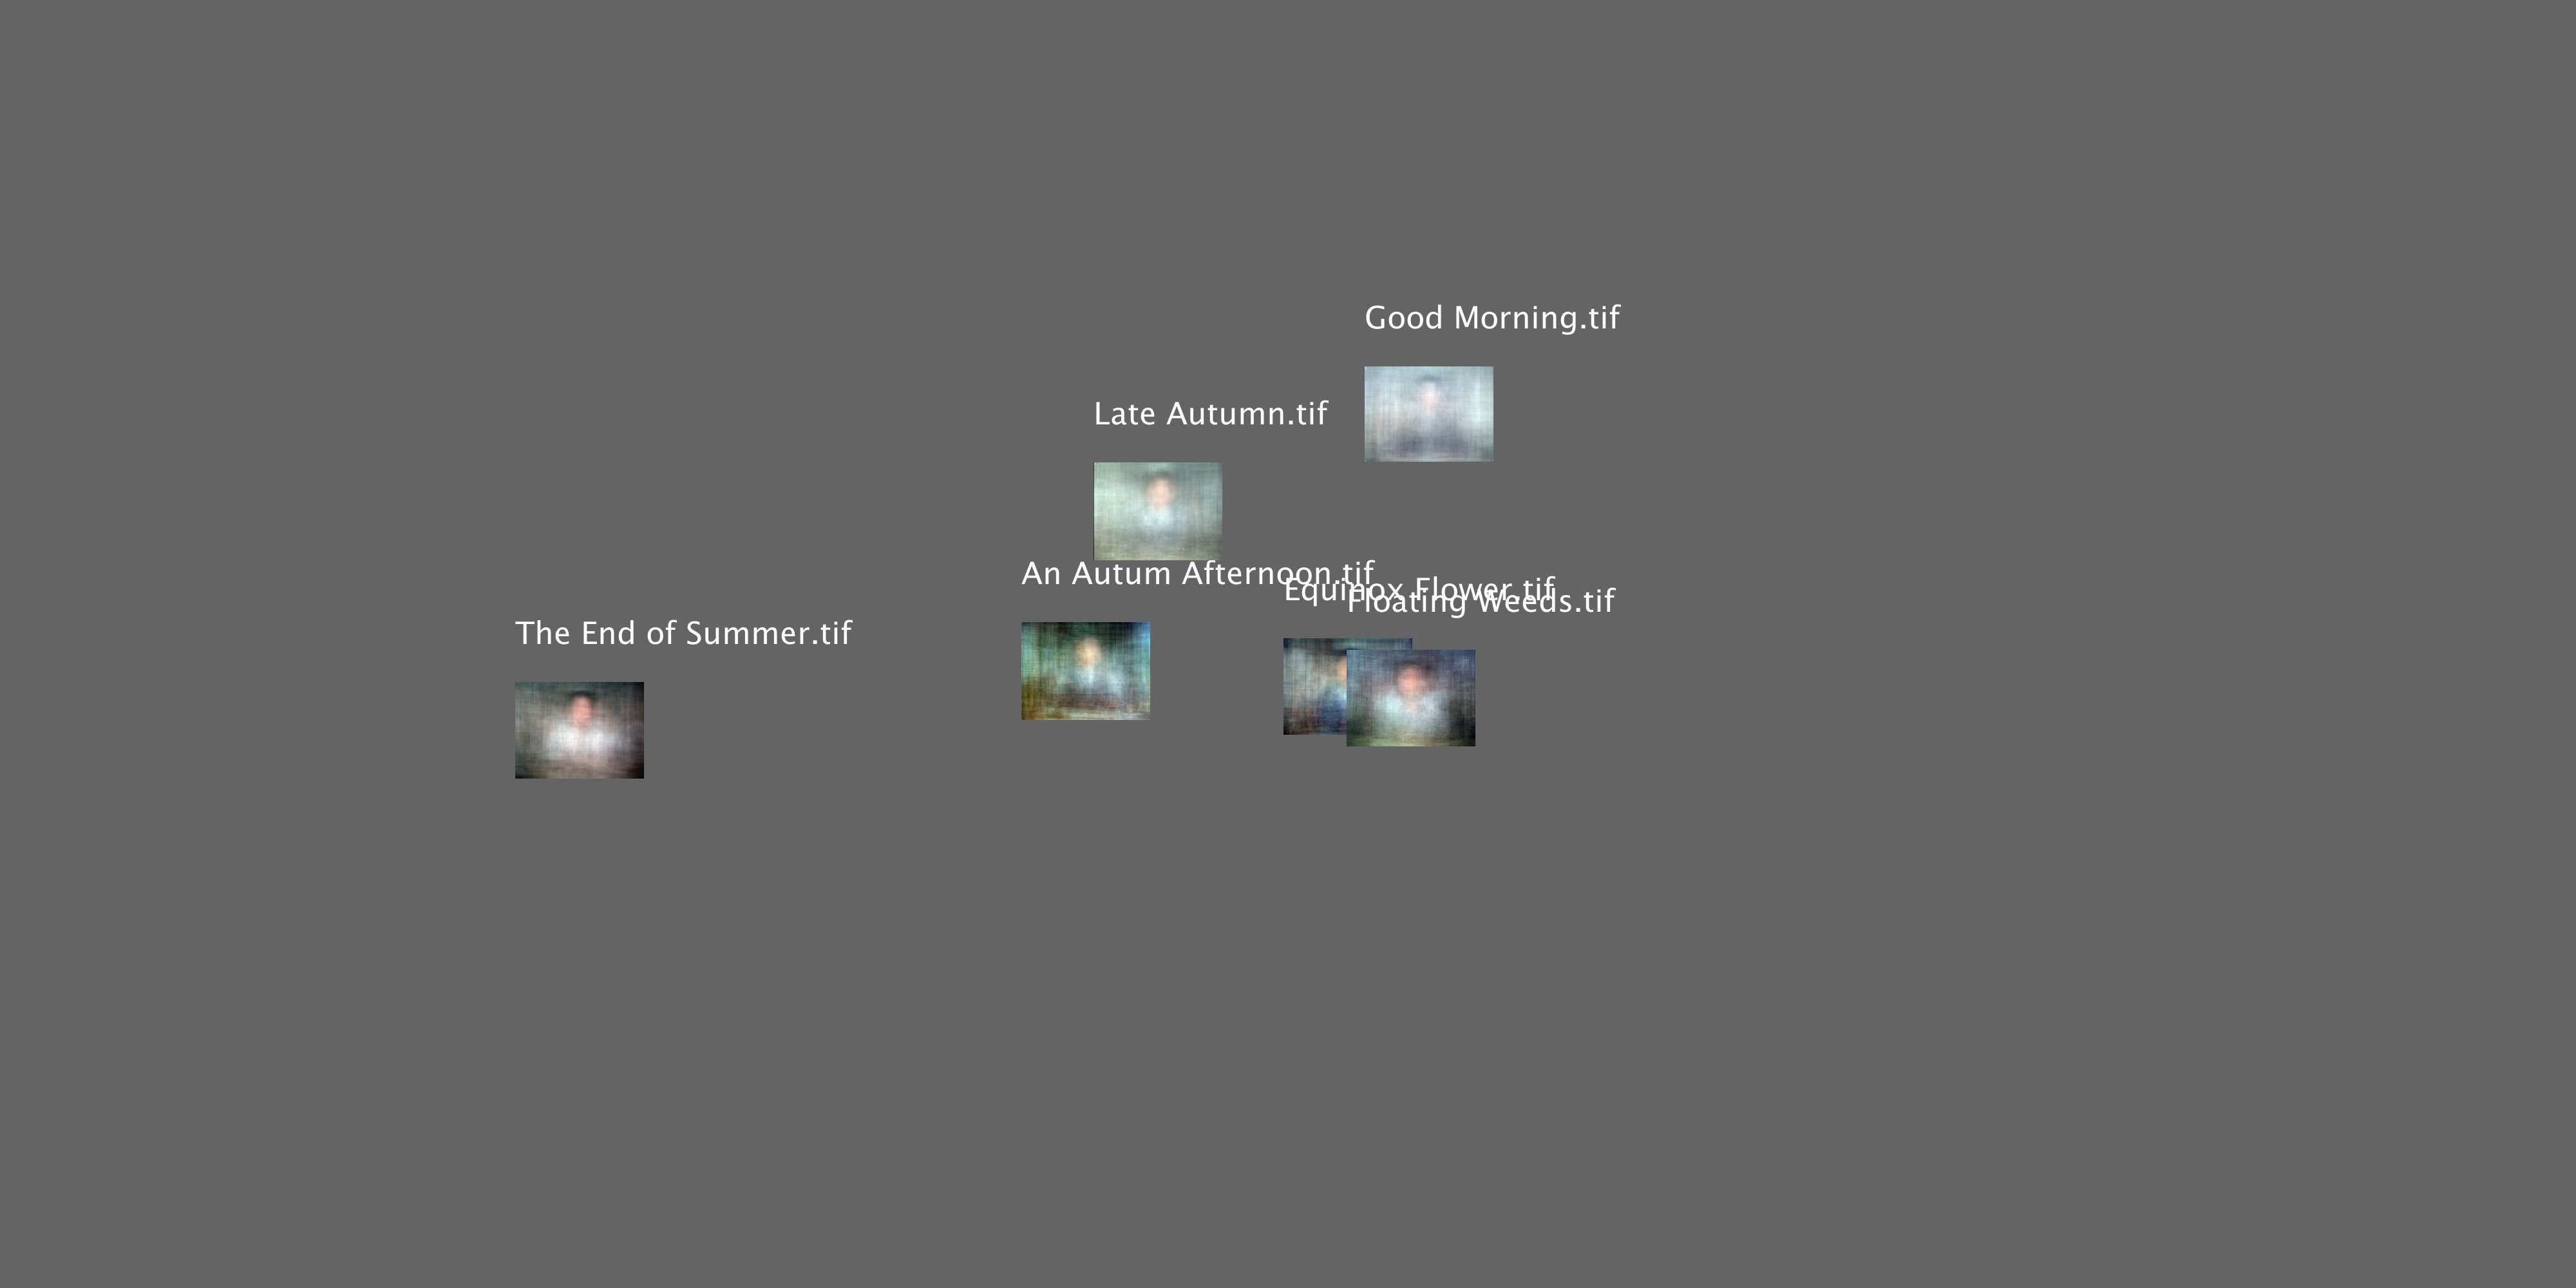 Good Morning.tif
Late Autumn.tif
An Autum Afternoon.tif
Equinox Flower.tif
Floating Weeds.tif
The End of Summer.tif